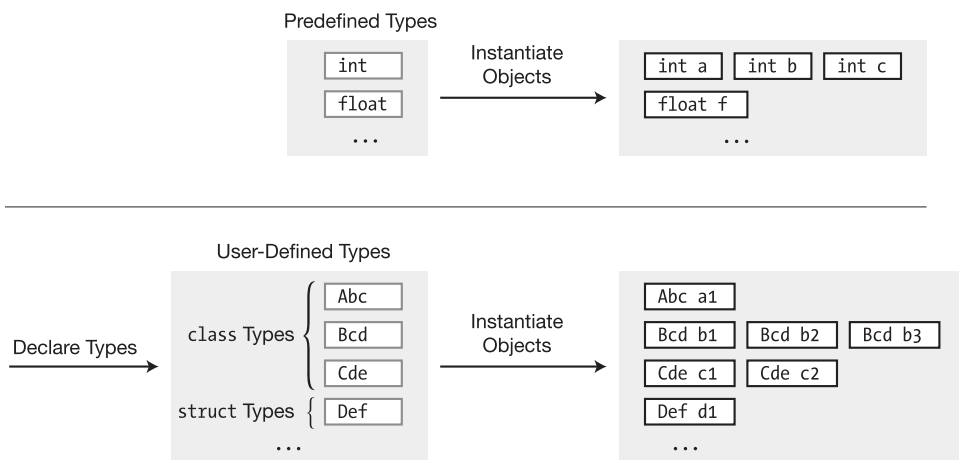 Predefined Types
int
float
...
Instantiate
Objects
int a int b int c
float f
...
User-Defined Types
Declare Types
class Types
Abc
Bcd
Cde
struct Types
Def
...
Instantiate
Objects
Abc a1
Bcd b1 Bcd b2 Bcd b3
Cde c1 Cde c2
Def d1
...